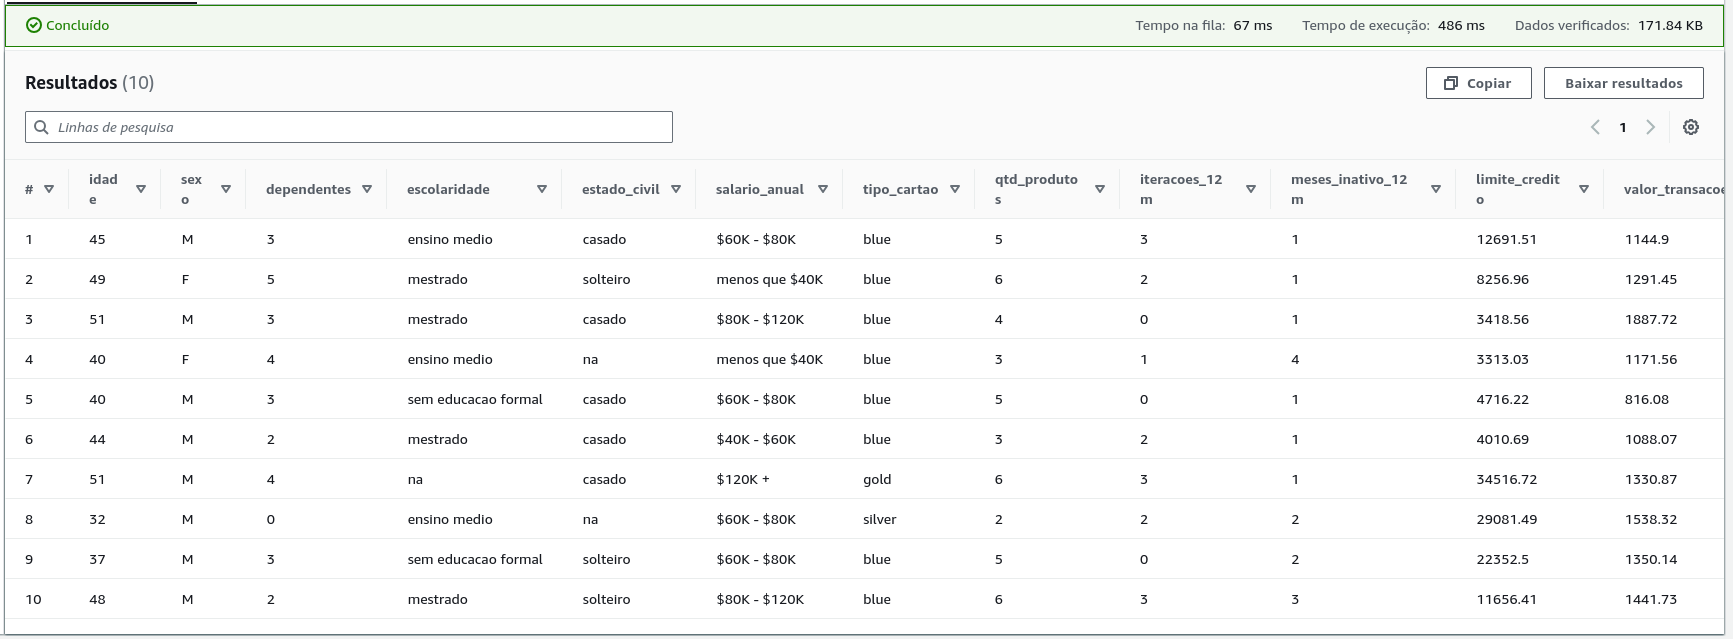 Concluído Tempo na fila: 67 ms Tempo de execução: 486 ms Dados verificados: 171.84 KB
Resultados (10) Copiar Baixar resultados
Linhas de pesquisa 1
# idade sexo dependentes escolaridade estado_civil salario_anual tipo_cartao qtd_produtos iteracoes_12m meses_inativo_12m limite_credito valor_transacoe
1 45 M 3 ensino medio casado $60K - $80K blue 5 3 1 12691.51 1144.9
2 49 F 5 mestrado solteiro menos que $40K blue 6 2 1 8256.96 1291.45
3 51 M 3 mestrado casado $80K - $120K blue 4 0 1 3418.56 1887.72
4 40 F 4 ensino medio na menos que $40K blue 3 1 4 3313.03 1171.56
5 40 M 3 sem educacao formal casado $60K - $80K blue 5 0 1 4716.22 816.08
6 44 M 2 mestrado casado $40K - $60K blue 3 2 1 4010.69 1088.07
7 51 M 4 na casado $120K + gold 6 3 1 34516.72 1330.87
8 32 M 0 ensino medio na $60K - $80K silver 2 2 2 29081.49 1538.32
9 37 M 3 sem educacao formal solteiro $60K - $80K blue 5 0 2 22352.5 1350.14
10 48 M 2 mestrado solteiro $80K - $120K blue 6 3 3 11656.41 1441.73